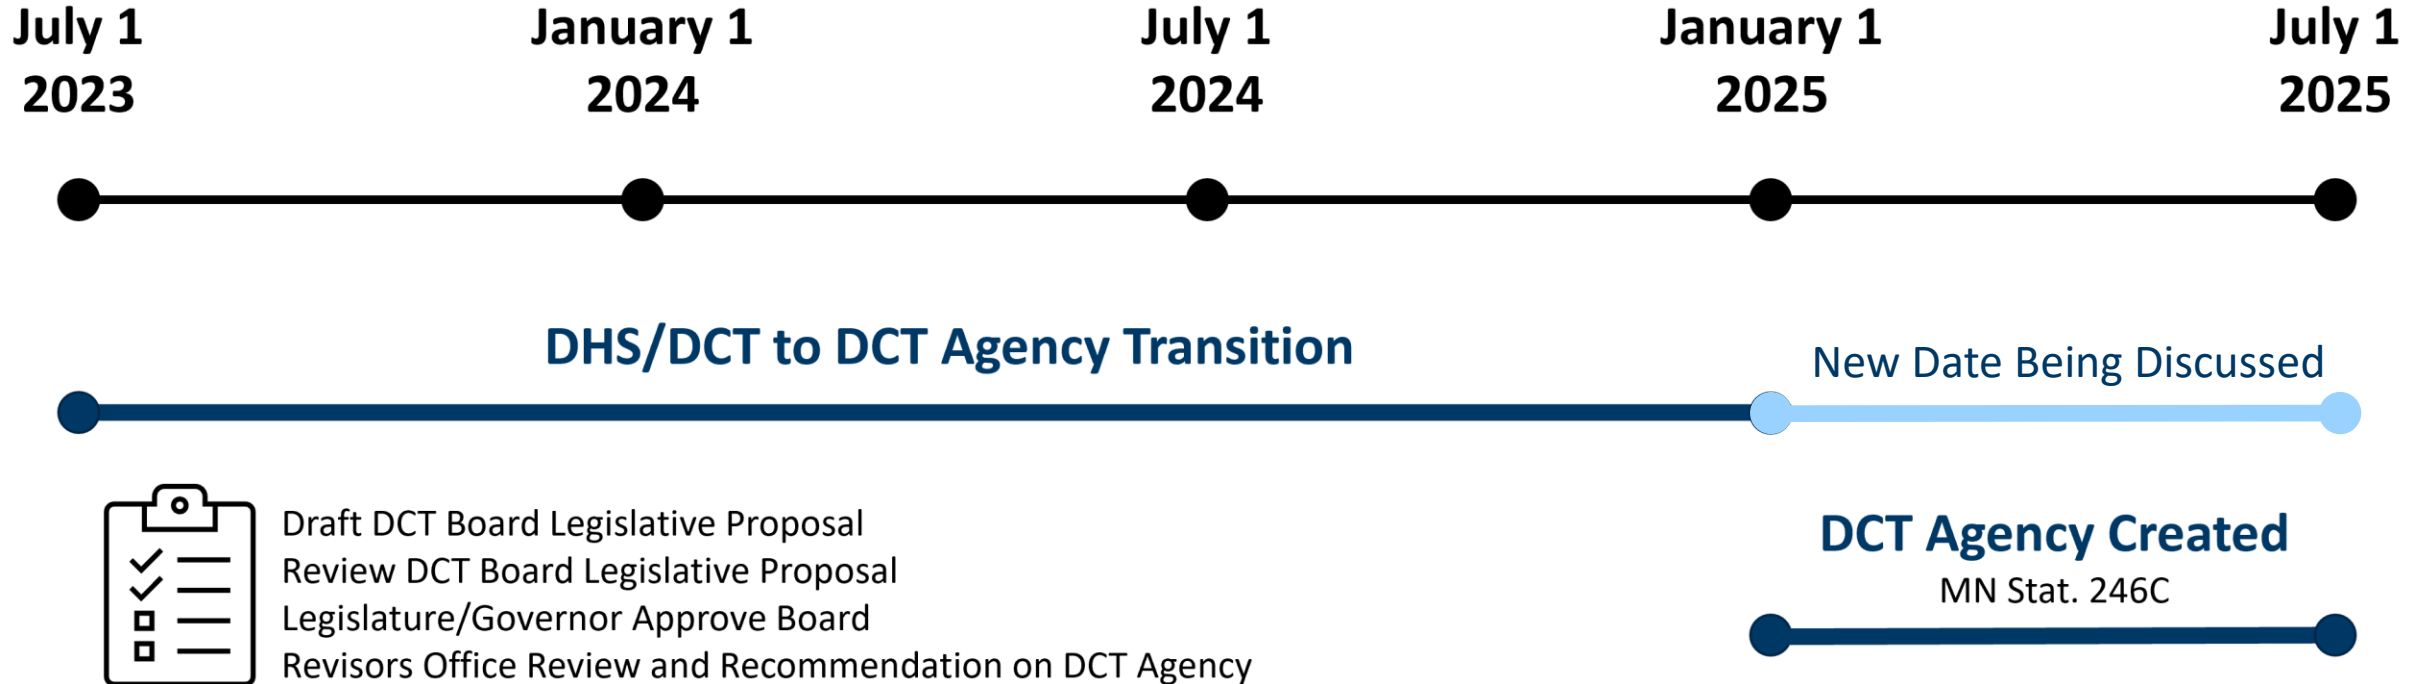 July 1
2023
January 1
2024
July 1
2024
January 1
2025
July 1
2025
DHS/DCT to DCT Agency Transition
New Date Being Discussed
Draft DCT Board Legislative Proposal
Review DCT Board Legislative Proposal
Legislature/Governor Approve Board
Revisors Office Review and Recommendation on DCT Agency
DCT Agency Created
MN Stat. 246C